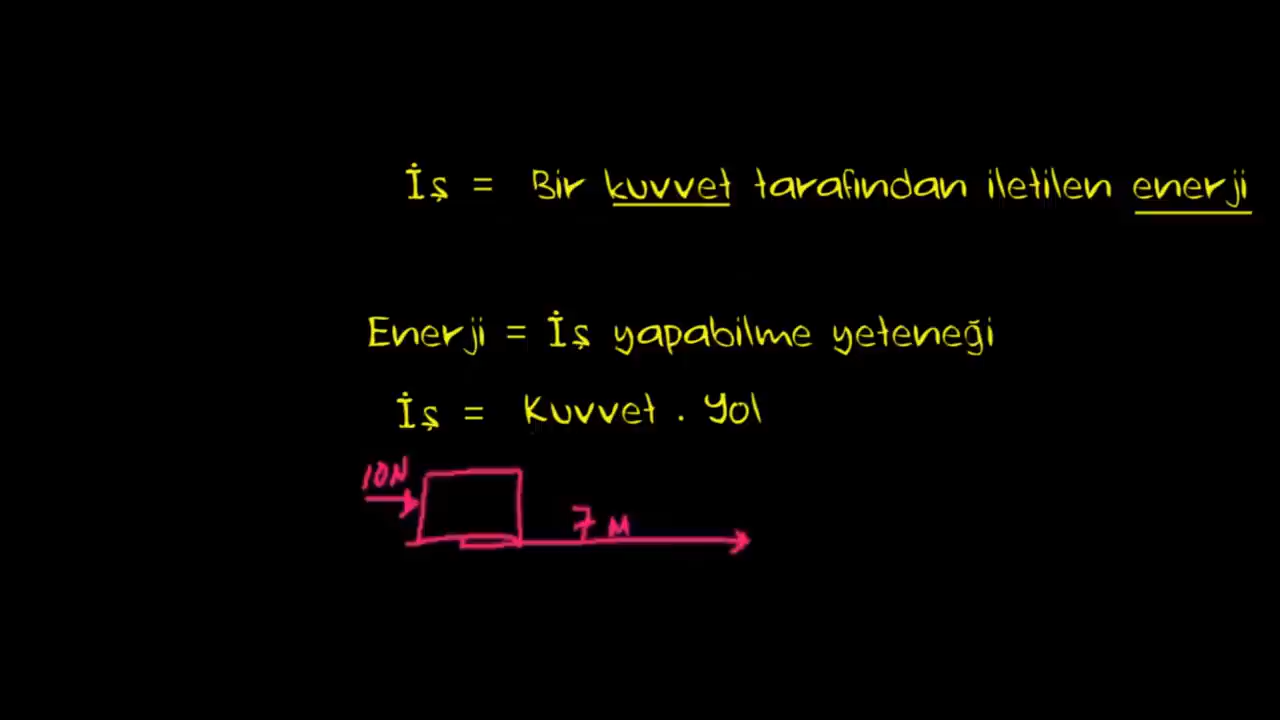 İş = Bir kuvvet tarafından iletilen enerji
Enerji = İş yapabilme yeteneği
İş = Kuvvet . Yol
10N
7 M